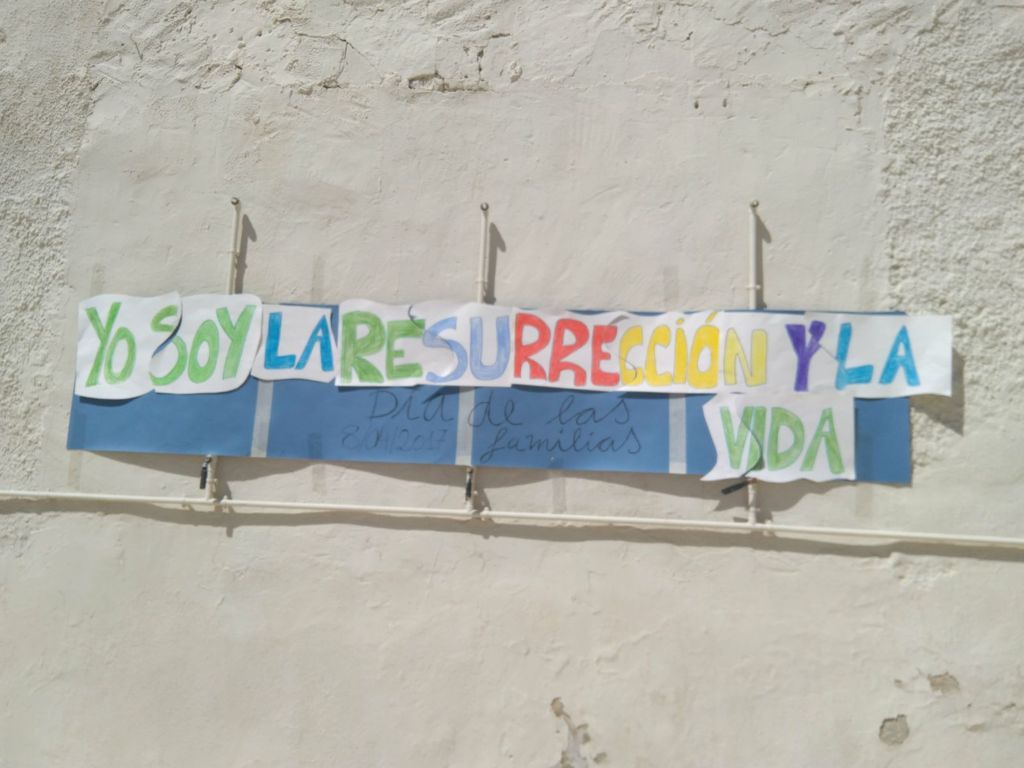 YO SOY LA RESURRECCIÓN Y LA
VIDA
Día de las
8/04/2017 familias